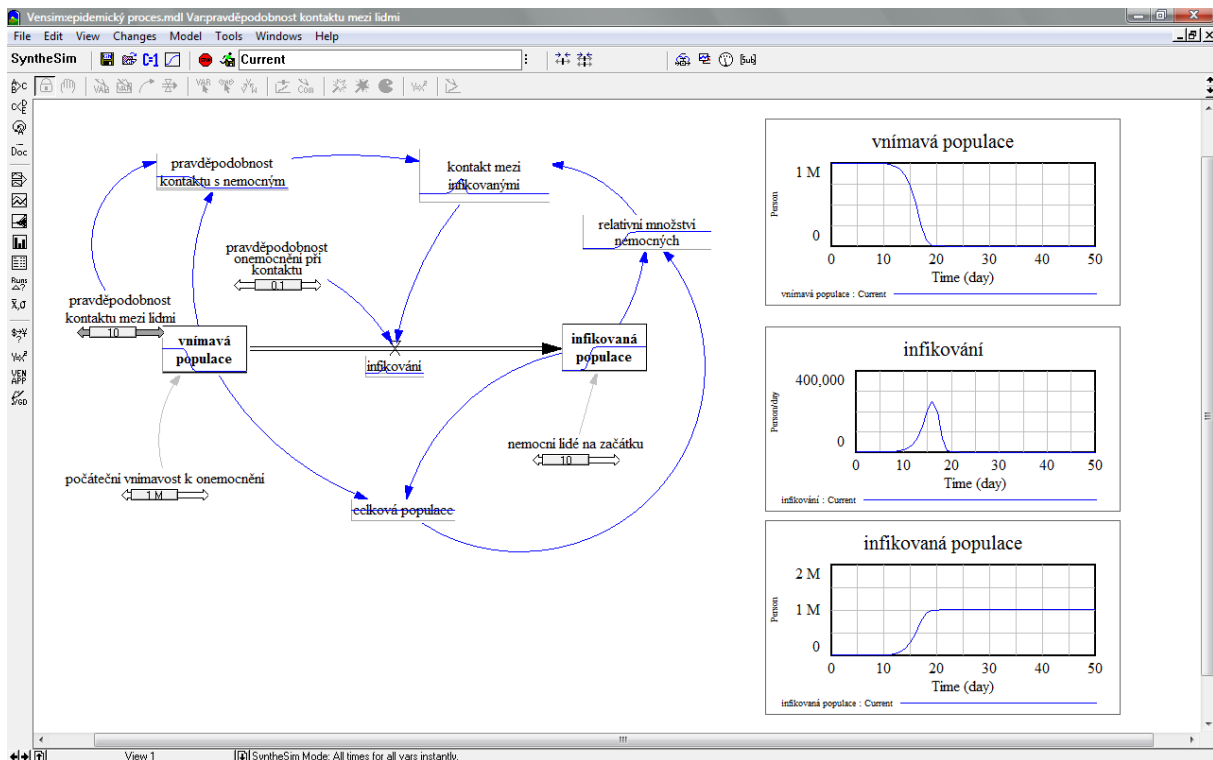 Vensim:epidemický proces.mdl Var:pravděpodobnost kontaktu mezi lidmi
File Edit View Changes Model Tools Windows Help
SyntheSim
Current
Doc
Runs
pravděpodobnost
kontaktu s nemocným
kontakt mezi
infikovanými
relativní množství
nemocných
pravděpodobnost
onemocnění při
kontaktu
0.1
pravděpodobnost
kontaktu mezi lidmi
10
vnímavá
populace
infikování
infikovaná
populace
nemocní lidé na začátku
10
počáteční vnímavost k onemocnění
1 M
celková populace
vnímavá populace
1 M
0
Person
0 10 20 30 40 50
Time (day)
vnímavá populace : Current
infikování
400,000
0
Person/day
0 10 20 30 40 50
Time (day)
infikování : Current
infikovaná populace
2 M
1 M
0
Person
0 10 20 30 40 50
Time (day)
infikovaná populace : Current
View 1
SyntheSim Mode: All times for all vars instantly.